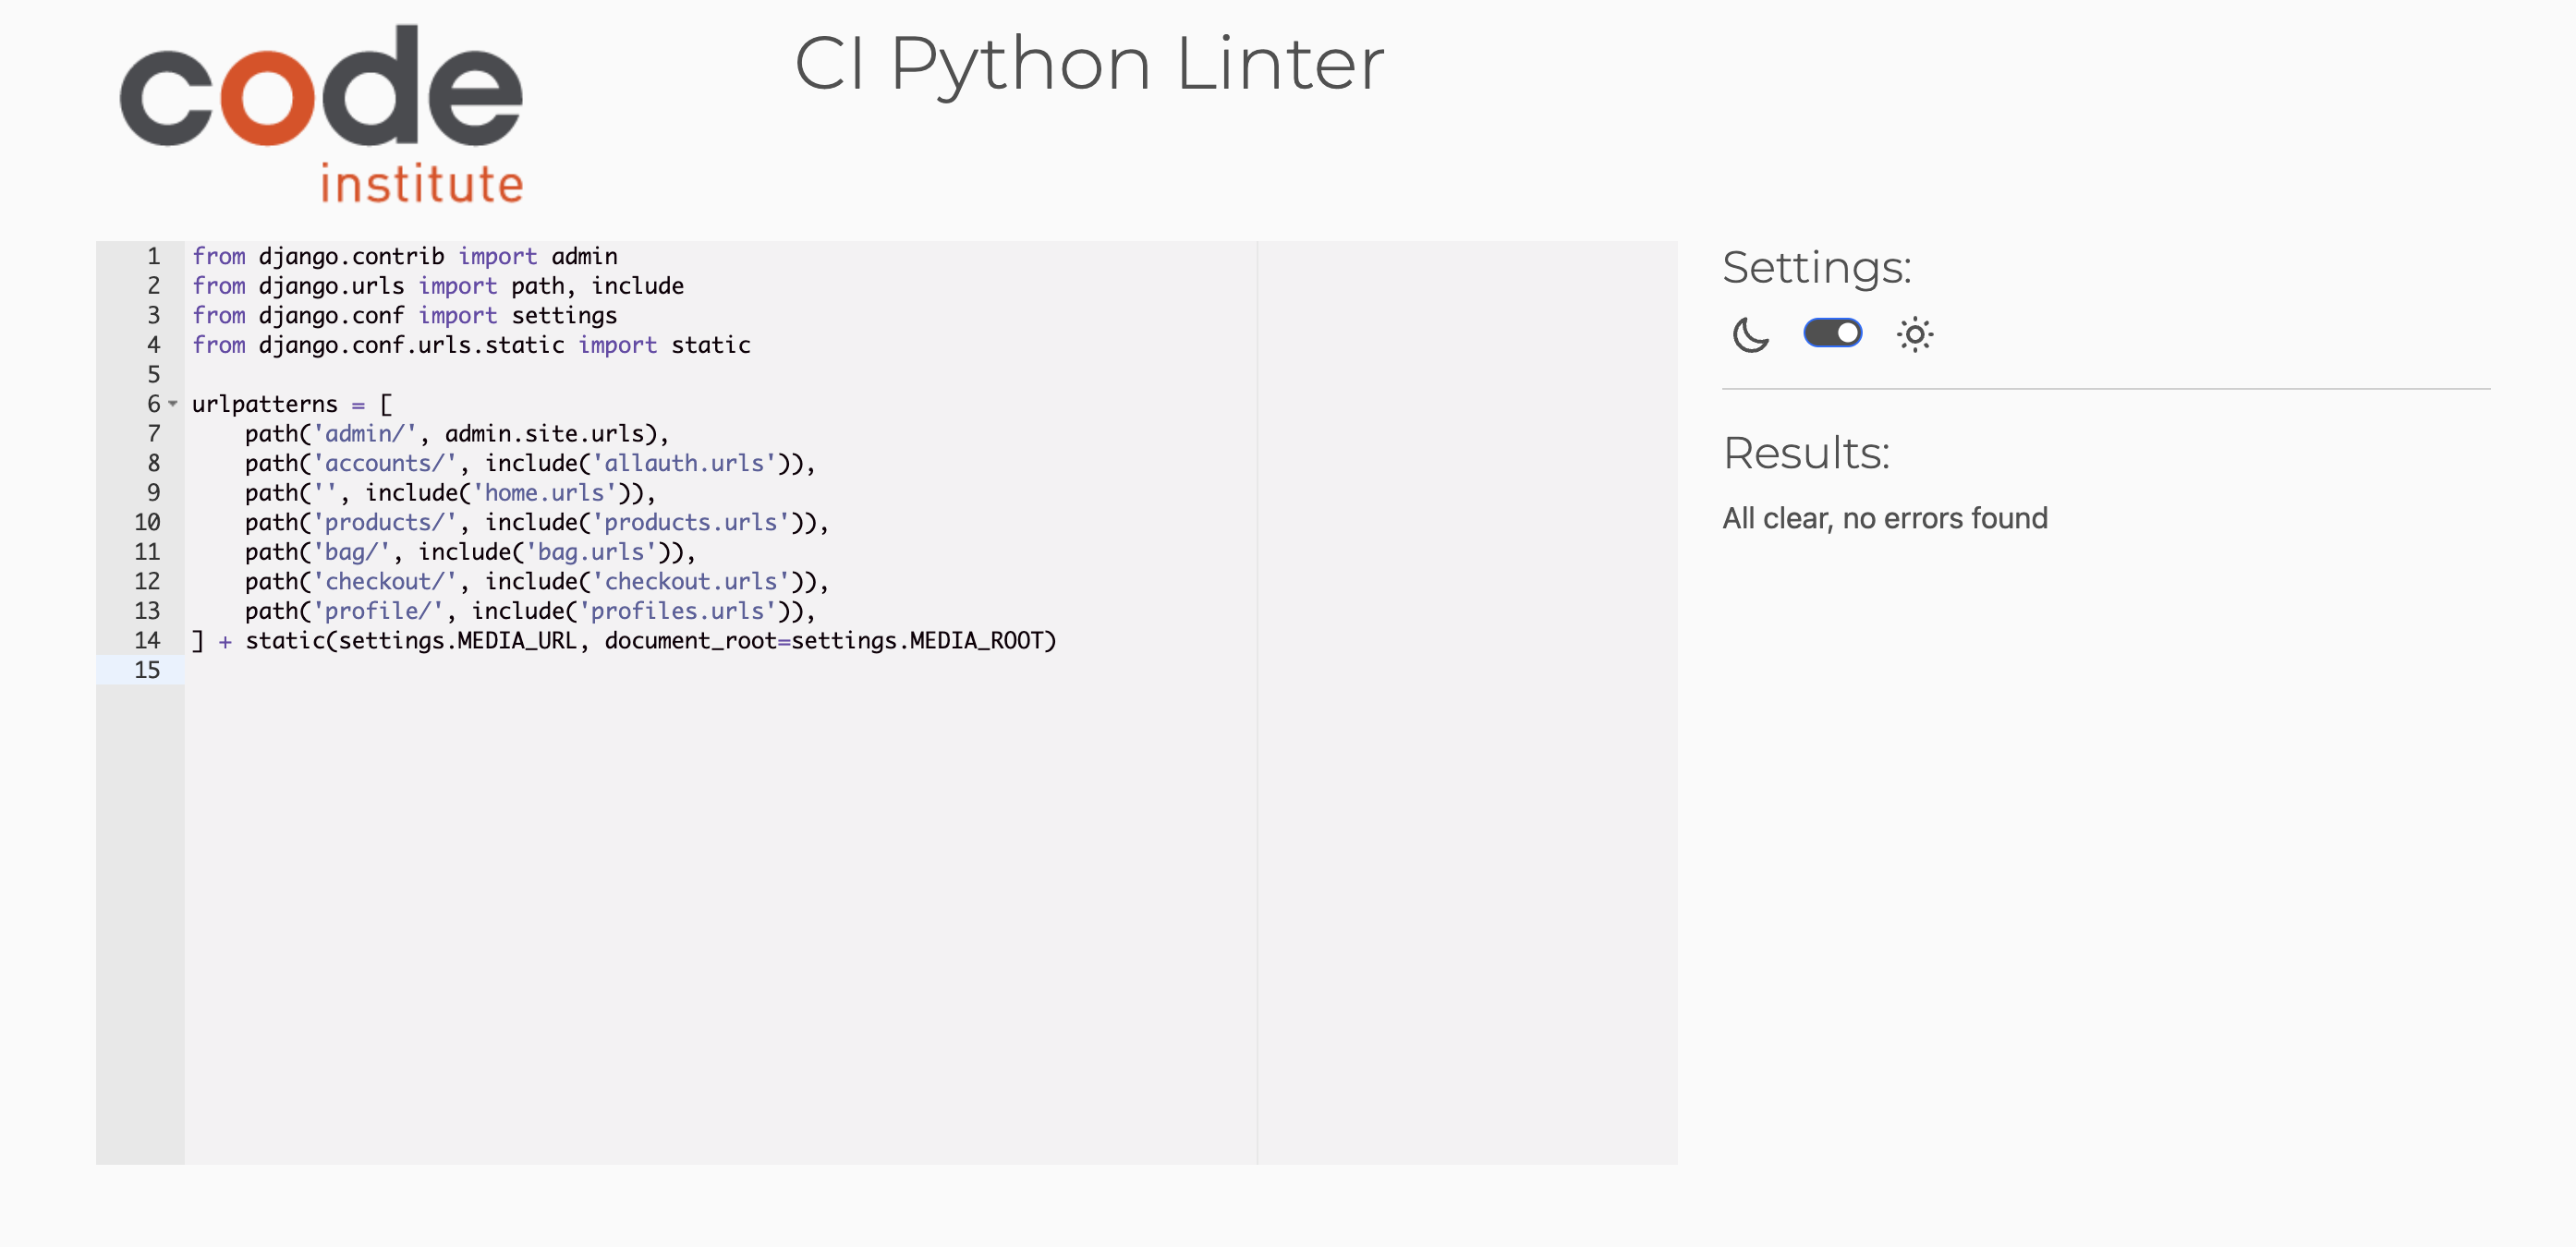 code
institute
CI Python Linter
1 from django.contrib import admin
2 from django.urls import path, include
3 from django.conf import settings
4 from django.conf.urls.static import static
5
6 urlpatterns = [
7     path('admin/', admin.site.urls),
8     path('accounts/', include('allauth.urls')),
9     path('', include('home.urls')),
10     path('products/', include('products.urls')),
11     path('bag/', include('bag.urls')),
12     path('checkout/', include('checkout.urls')),
13     path('profile/', include('profiles.urls')),
14 ] + static(settings.MEDIA_URL, document_root=settings.MEDIA_ROOT)
15
Settings:
Results:
All clear, no errors found